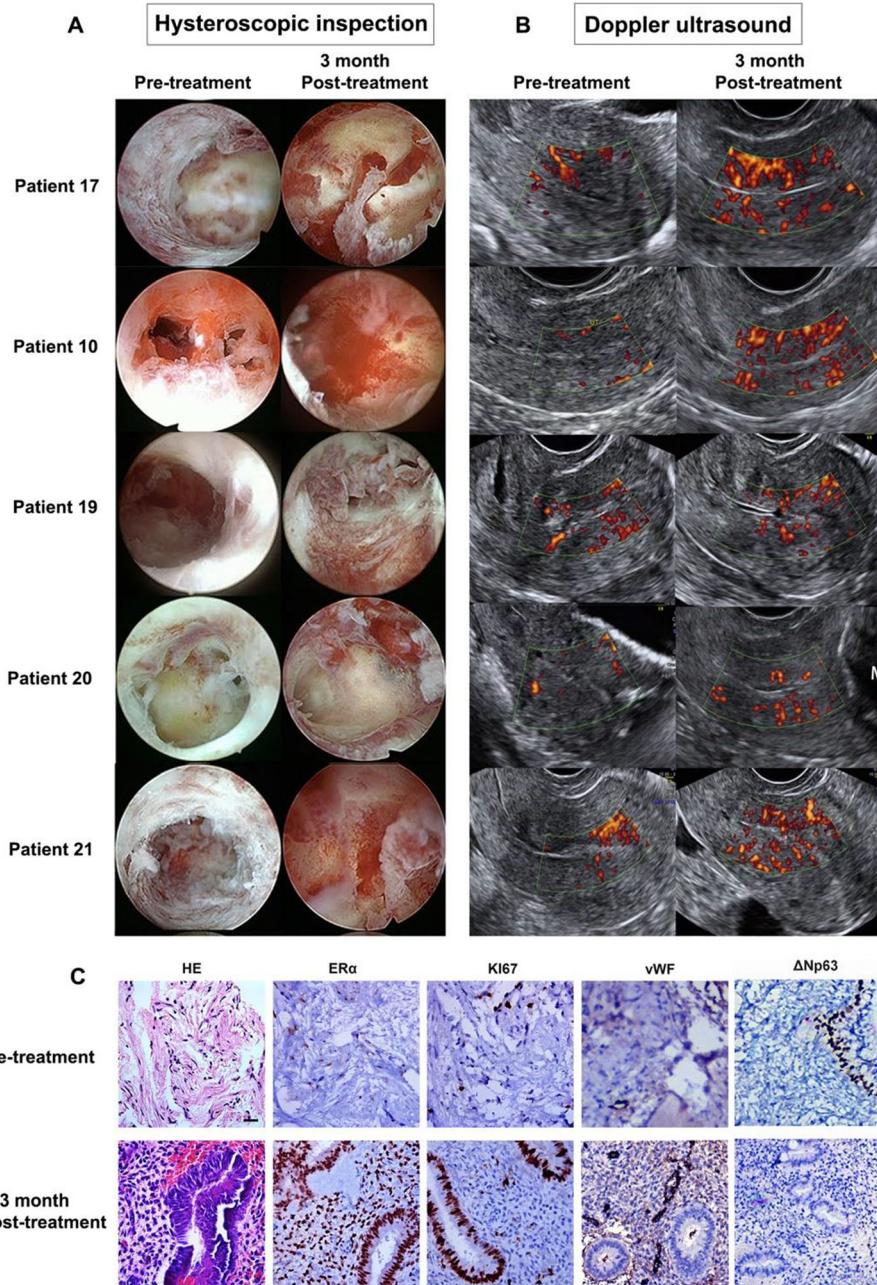 A
Hysteroscopic inspection
B
Doppler ultrasound
Pre-treatment
3 month
Post-treatment
Pre-treatment
3 month
Post-treatment
Patient 17
Patient 10
Patient 19
Patient 20
Patient 21
C
HE
ERα
KI67
vWF
ΔNp63
e-treatment
3 month
ost-treatment